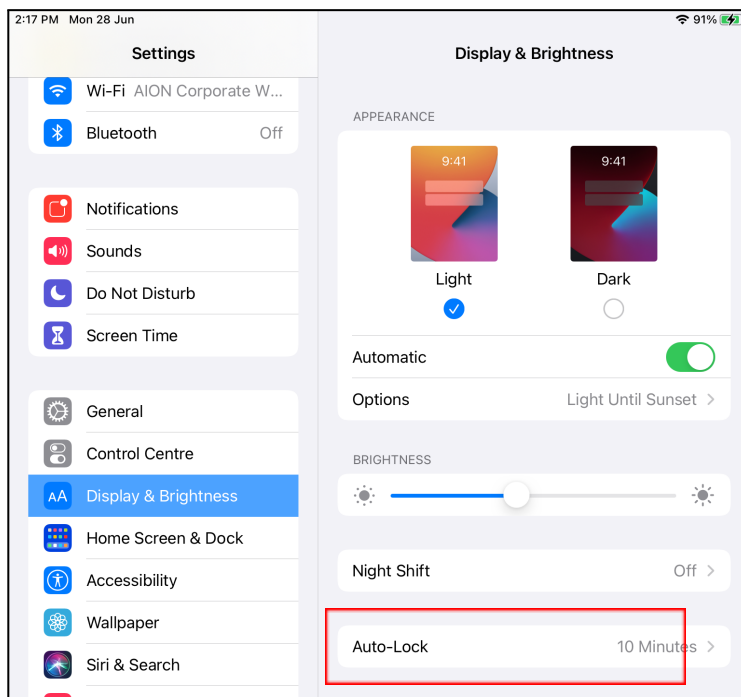 2:17 PM Mon 28 Jun
91%
Settings
Wi-Fi AION Corporate W...
Bluetooth Off
Notifications
Sounds
Do Not Disturb
Screen Time
General
Control Centre
AA Display & Brightness
Home Screen & Dock
Accessibility
Wallpaper
Siri & Search
Display & Brightness
APPEARANCE
9:41 9:41
Light Dark
Automatic
Options Light Until Sunset
BRIGHTNESS
Night Shift Off
Auto-Lock 10 Minutes